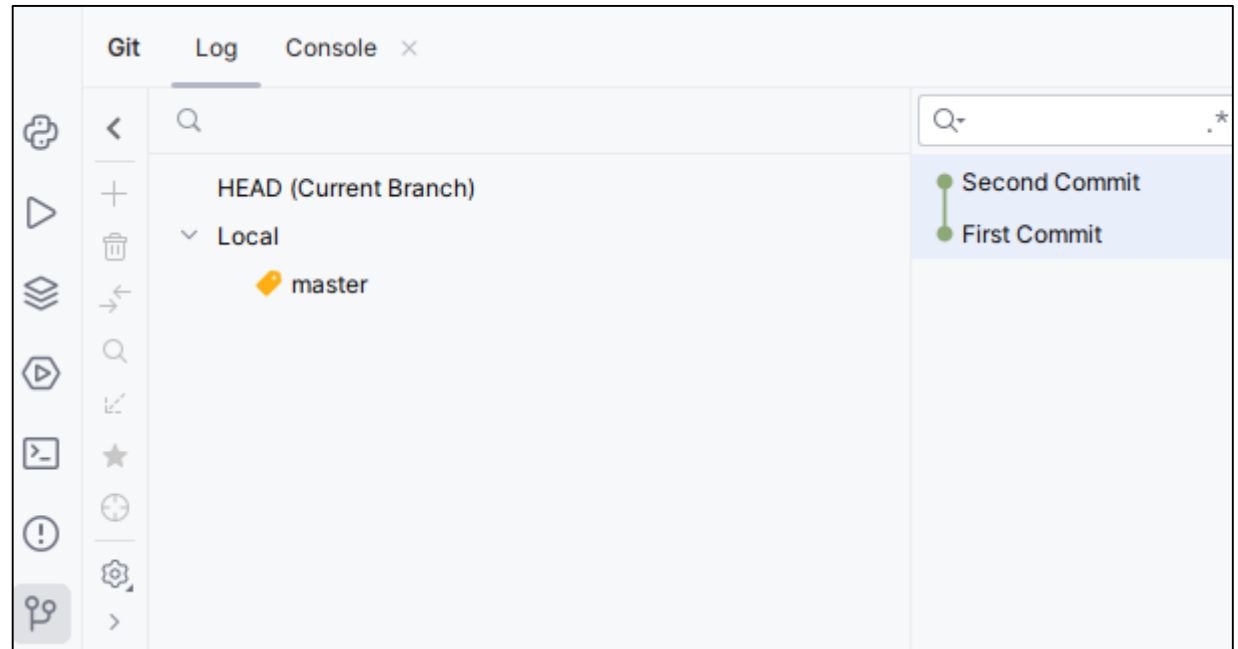 Git Log Console
HEAD (Current Branch)
Local
master
.*
Second Commit
First Commit